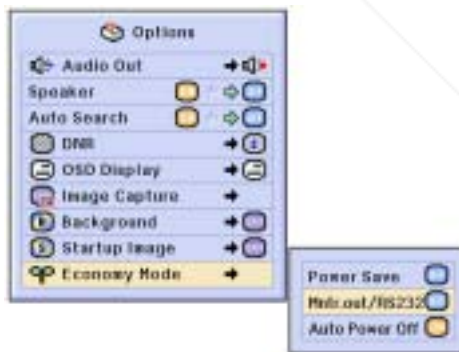 Options
Audio Out
Speaker
Auto Search
DNR
OSD Display
Image Capture
Background
Startup Image
Economy Mode
Power Save
Mntr.out/RS232
Auto Power Off